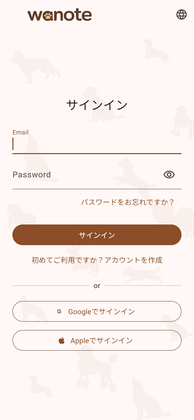 wanote
サインイン
Email
Password
パスワードをお忘れですか？
サインイン
初めてご利用ですか？アカウントを作成
or
G Googleでサインイン
Appleでサインイン